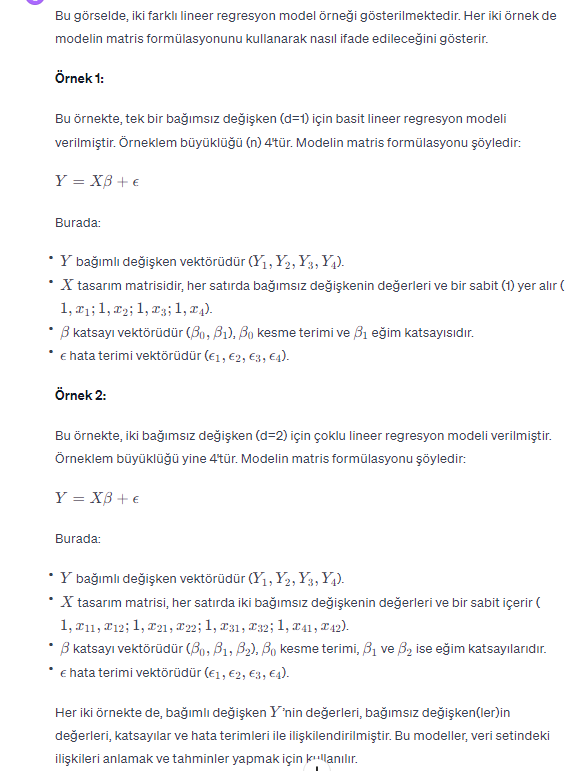 Bu görselde, iki farklı lineer regresyon model örneği gösterilmektedir. Her iki örnek de
modelin matris formülasyonunu kullanarak nasıl ifade edileceğini gösterir.
Örnek 1:
Bu örnekte, tek bir bağımsız değişken (d=1) için basit lineer regresyon modeli
verilmiştir. Örneklem büyüklüğü (n) 4'tür. Modelin matris formülasyonu şöyledir:
Y = Xβ + ϵ
Burada:
• Y bağımlı değişken vektörüdür (Y₁, Y₂, Y₃, Y₄).
• X tasarım matrisidir, her satırda bağımsız değişkenin değerleri ve bir sabit (1) yer alır (
1, x₁; 1, x₂; 1, x₃; 1, x₄).
• β katsayı vektörüdür (β₀, β₁), β₀ kesme terimi ve β₁ eğim katsayısıdır.
• ϵ hata terimi vektörüdür (ϵ₁, ϵ₂, ϵ₃, ϵ₄).
Örnek 2:
Bu örnekte, iki bağımsız değişken (d=2) için çoklu lineer regresyon modeli verilmiştir.
Örneklem büyüklüğü yine 4'tür. Modelin matris formülasyonu şöyledir:
Y = Xβ + ϵ
Burada:
• Y bağımlı değişken vektörüdür (Y₁, Y₂, Y₃, Y₄).
• X tasarım matrisi, her satırda iki bağımsız değişkenin değerleri ve bir sabit içerir (
1, x₁₁, x₁₂; 1, x₂₁, x₂₂; 1, x₃₁, x₃₂; 1, x₄₁, x₄₂).
• β katsayı vektörüdür (β₀, β₁, β₂), β₀ kesme terimi, β₁ ve β₂ ise eğim katsayılarıdır.
• ϵ hata terimi vektörüdür (ϵ₁, ϵ₂, ϵ₃, ϵ₄).
Her iki örnekte de, bağımlı değişken Y'nin değerleri, bağımsız değişken(ler)in
değerleri, katsayılar ve hata terimleri ile ilişkilendirilmiştir. Bu modeller, veri setindeki
ilişkileri anlamak ve tahminler yapmak için